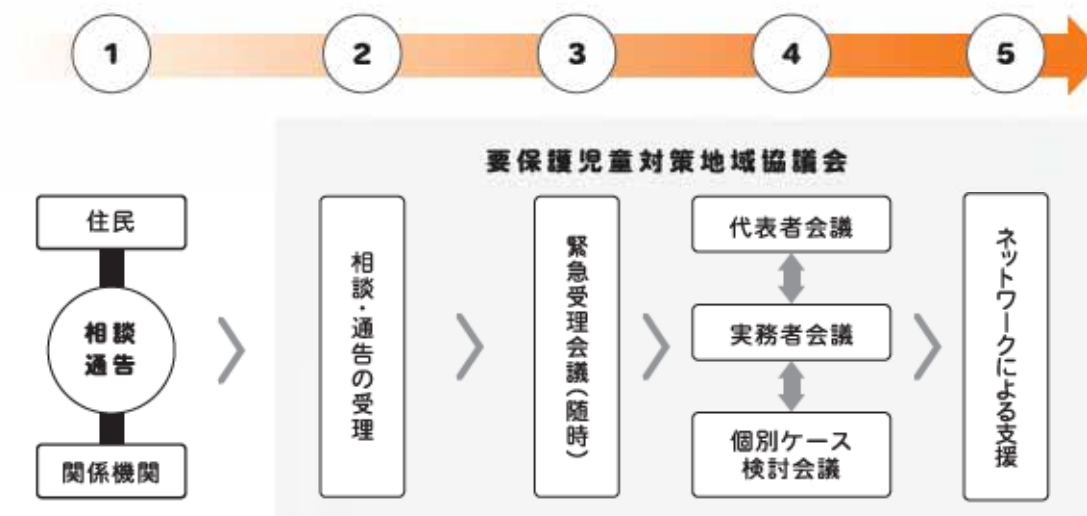 1
2
3
4
5
要保護児童対策地域協議会
住民
相談
通告
関係機関
相談・通告の受理
緊急受理会議(随時)
代表者会議
実務者会議
個別ケース
検討会議
ネットワークによる支援